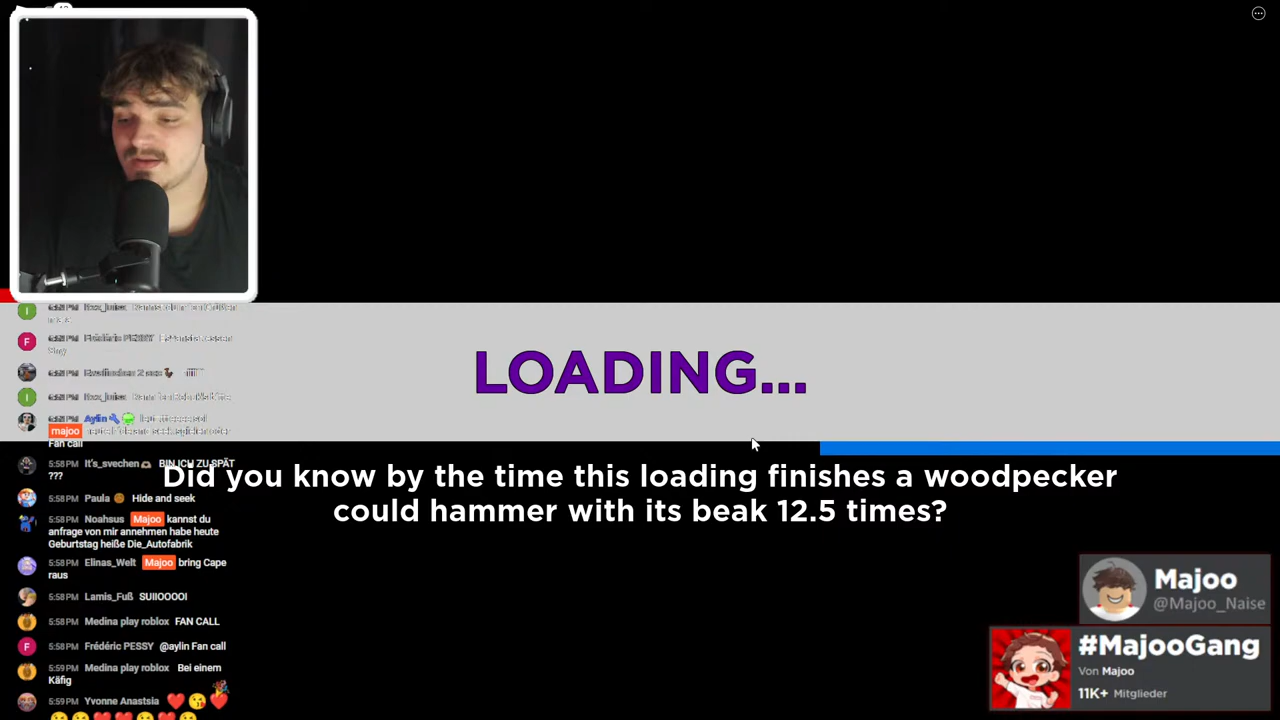 LOADING...
Did you know by the time this loading finishes a woodpecker
could hammer with its beak 12.5 times?
Aylin
majoo
Fan call
It's_svechen BIN ICH ZU SPÄT
???
5:58 PM Paula Hide and seek
5:58 PM Noahsus Majoo kannst du
anfrage von mir annehmen habe heute
Geburtstag heiße Die_Autofabrik
5:58 PM Elinas_Welt Majoo bring Cape
raus
5:58 PM Lamis_Fuß SUIIOOOO!
5:58 PM Medina play roblox FAN CALL
5:58 PM Frédéric PESSY @aylin Fan call
5:59 PM Medina play roblox Bei einem
Käfig
5:59 PM Yvonne Anastsia
Majoo
@Majoo_Naise
#MajooGang
Von Majoo
11K+ Mitglieder